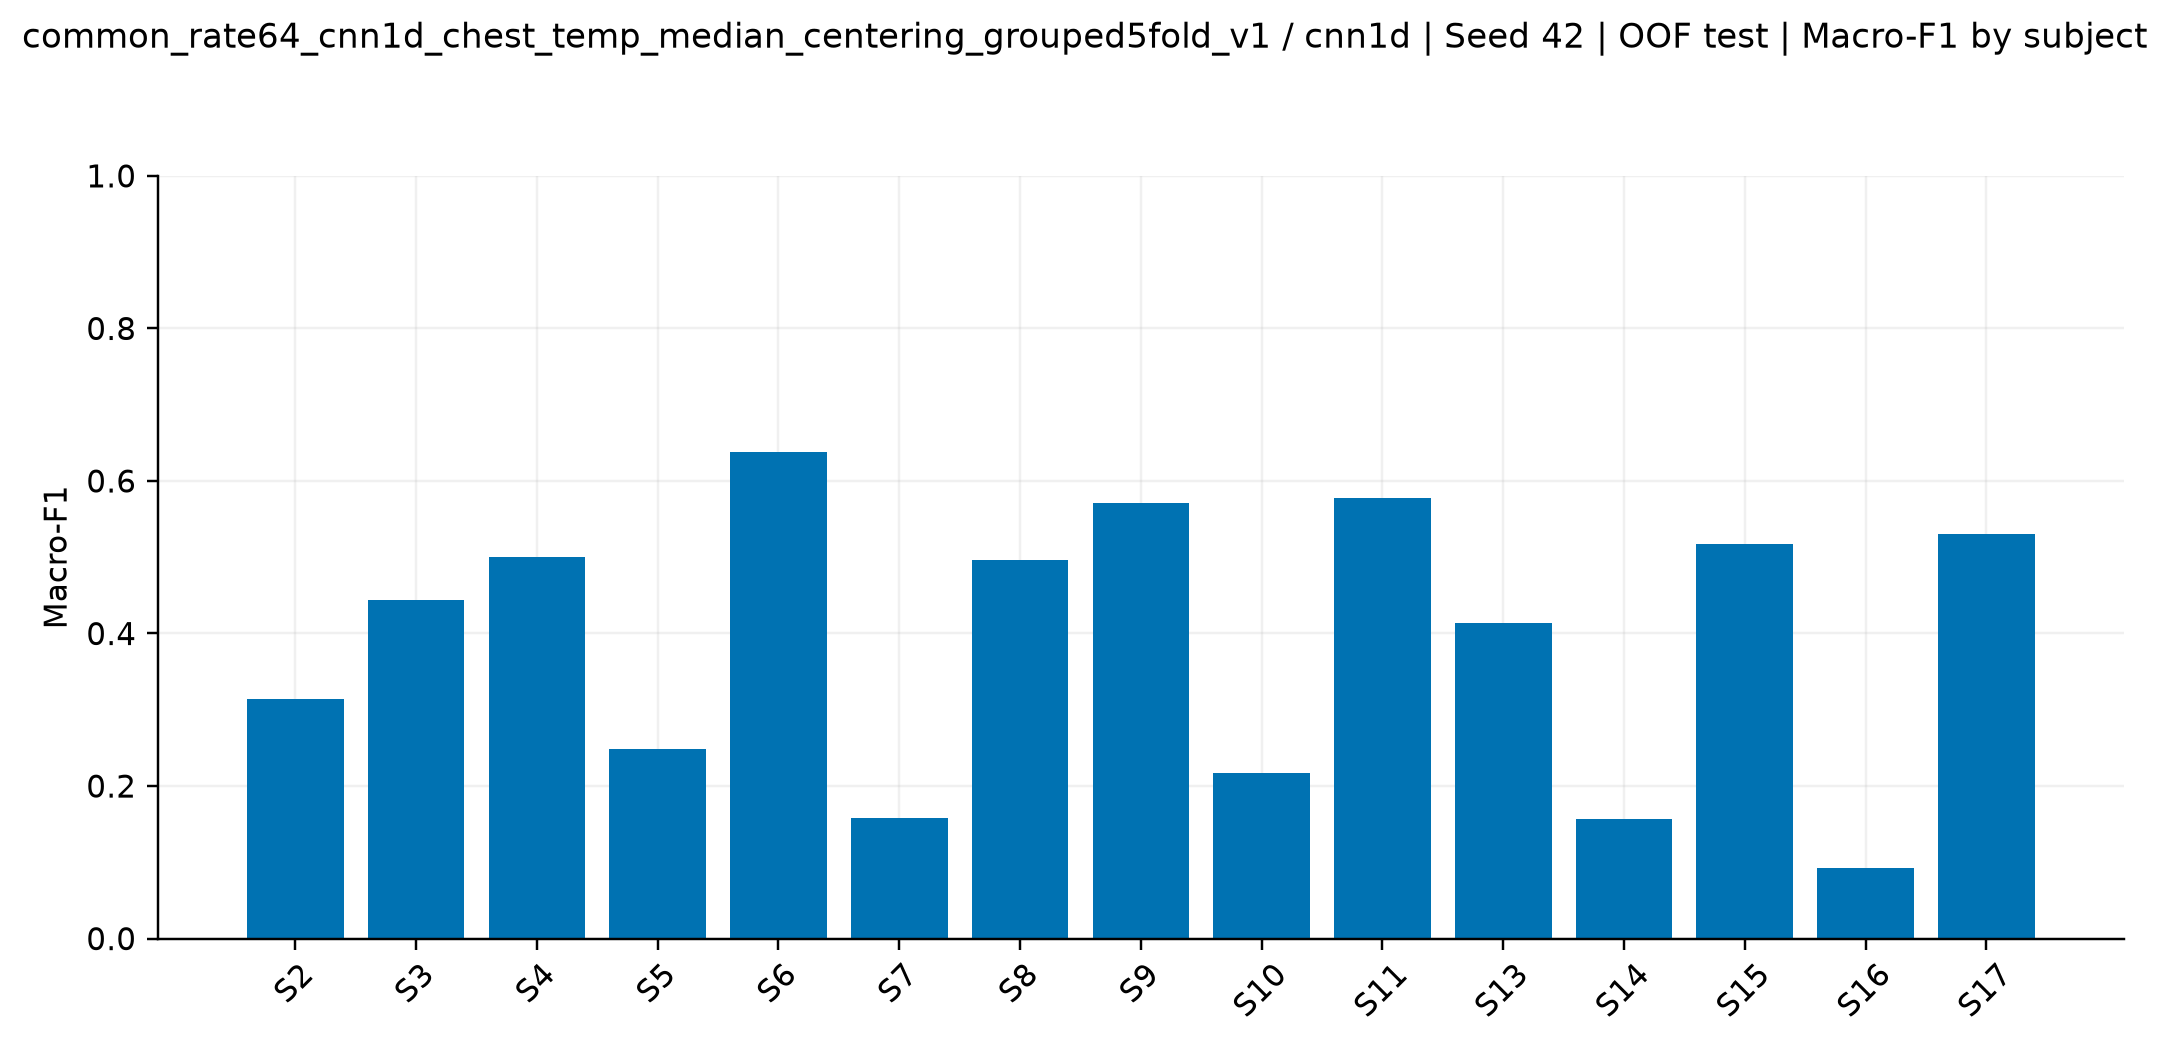 common_rate64_cnn1d_chest_temp_median_centering_grouped5fold_v1 / cnn1d | Seed 42 | OOF test | Macro-F1 by subject
1.0
0.8
0.6
0.4
0.2
0.0
Macro-F1
S2 S3 S4 S5 S6 S7 S8 S9 S10 S11 S13 S14 S15 S16 S17